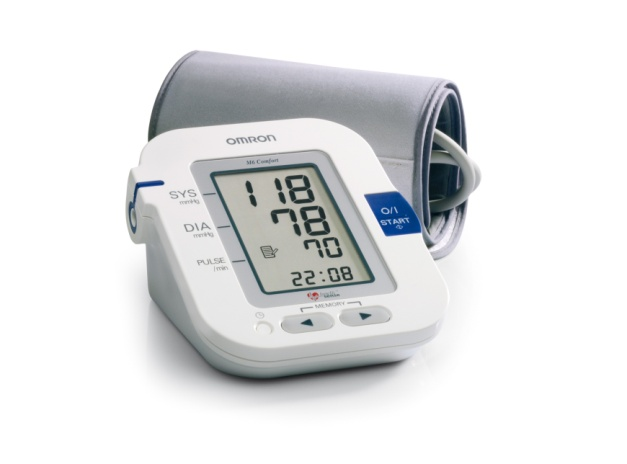 OMRON
M6 Comfort
SYS
mmHg
118
DIA
mmHg
78
PULSE
/min
70
22:08
O/I
START
MEMORY